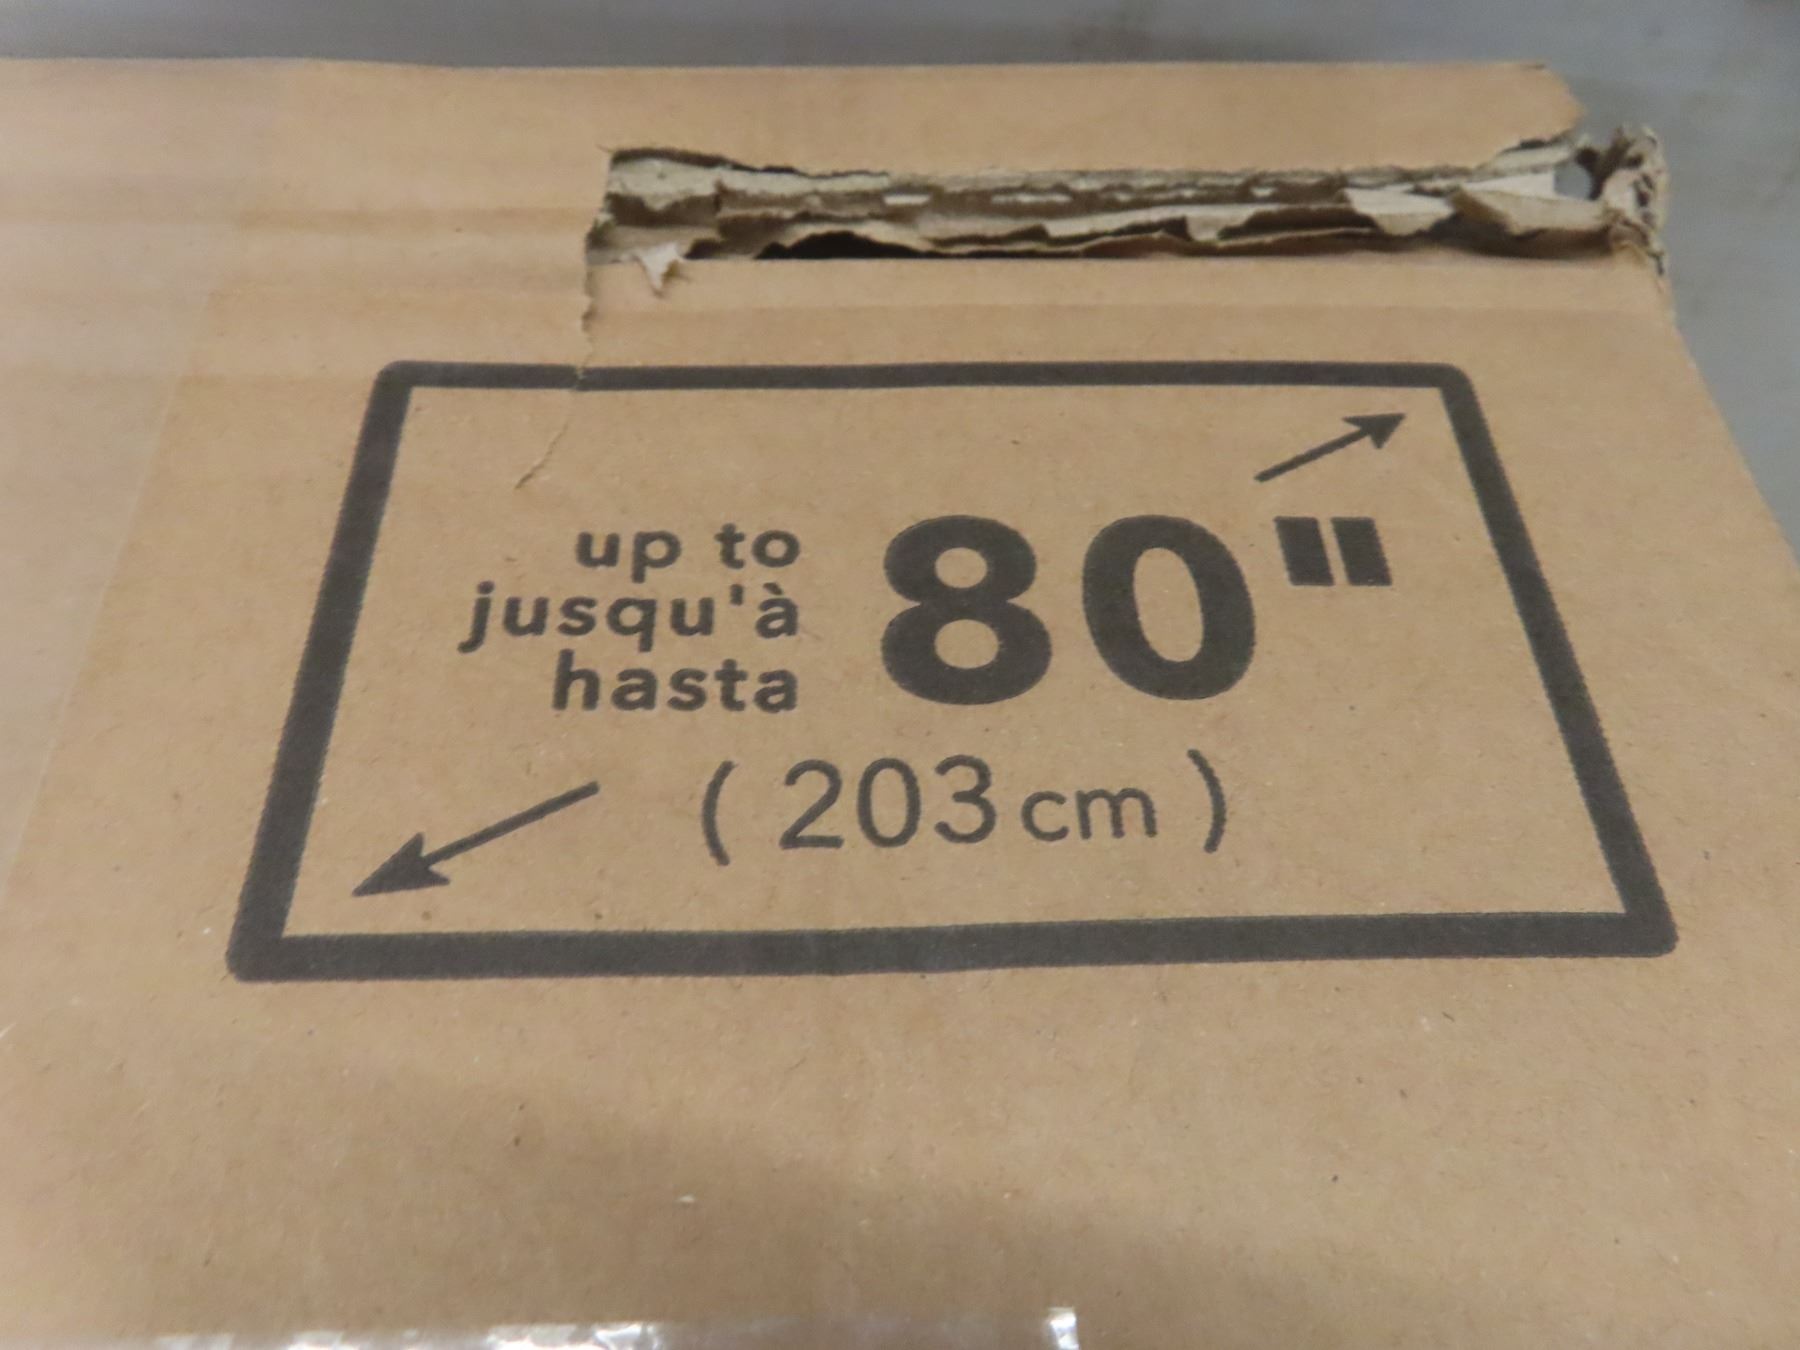 up to
jusqu'à
hasta
80"
( 203 cm )